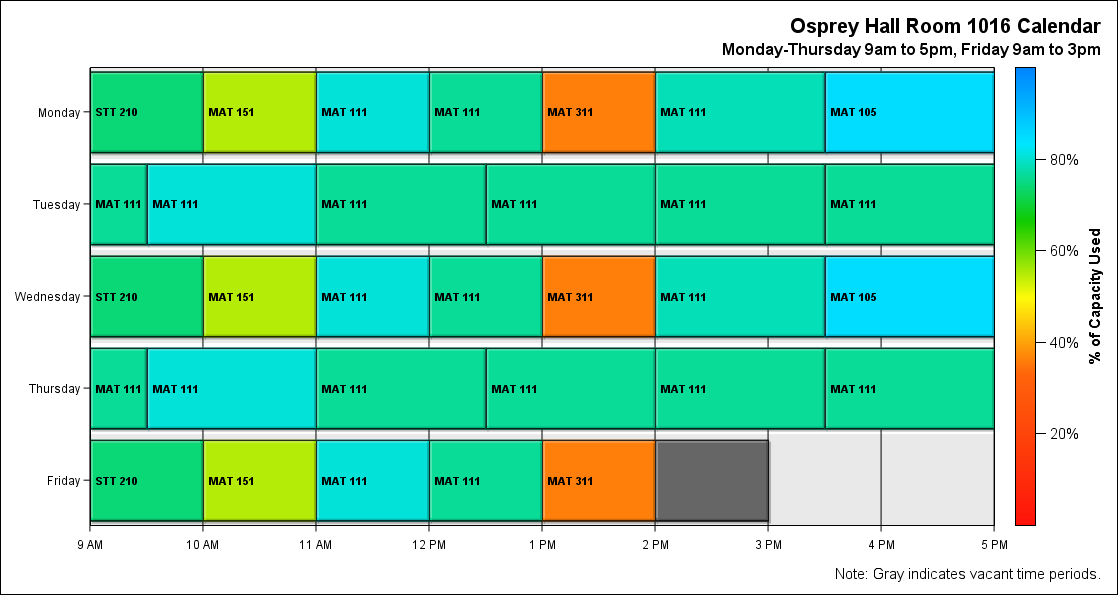 Osprey Hall Room 1016 Calendar
Monday-Thursday 9am to 5pm, Friday 9am to 3pm
Monday
STT 210 MAT 151 MAT 111 MAT 111 MAT 311 MAT 111 MAT 105
Tuesday
MAT 111 MAT 111 MAT 111 MAT 111 MAT 111 MAT 111
Wednesday
STT 210 MAT 151 MAT 111 MAT 111 MAT 311 MAT 111 MAT 105
Thursday
MAT 111 MAT 111 MAT 111 MAT 111 MAT 111 MAT 111
Friday
STT 210 MAT 151 MAT 111 MAT 111 MAT 311
9 AM 10 AM 11 AM 12 PM 1 PM 2 PM 3 PM 4 PM 5 PM
80%
60%
40%
20%
% of Capacity Used
Note: Gray indicates vacant time periods.